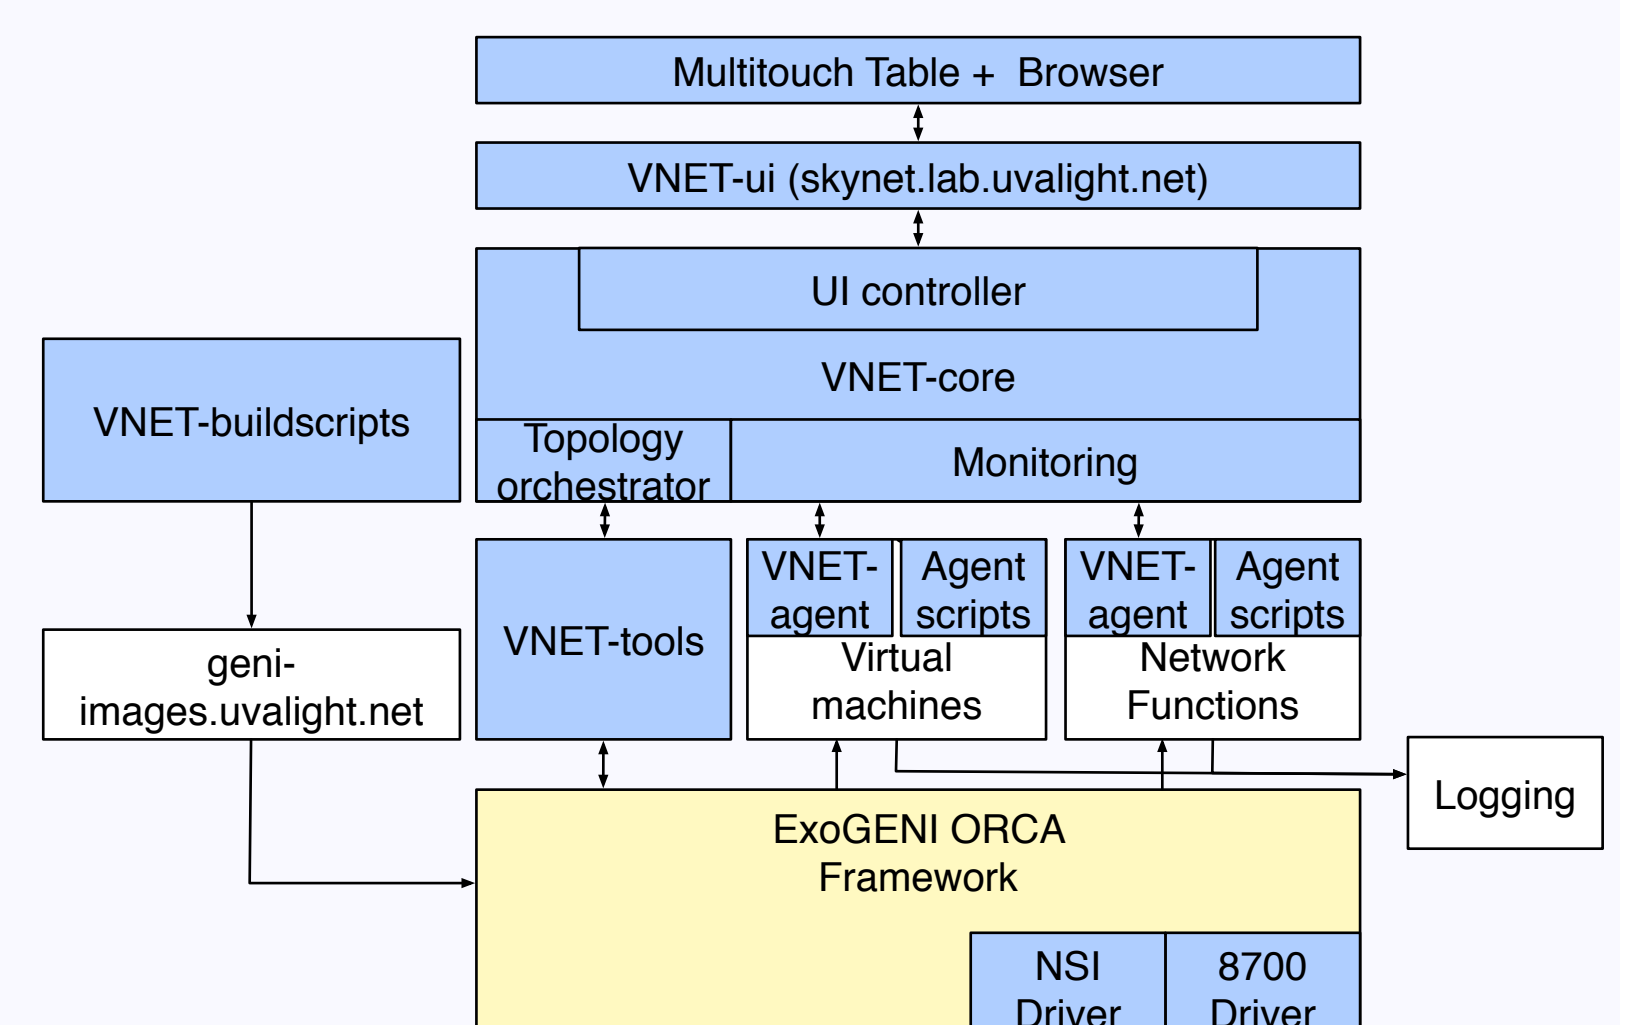 Multitouch Table + Browser
VNET-ui (skynet.lab.uvalight.net)
UI controller
VNET-core
VNET-buildscripts
Topology
orchestrator
Monitoring
VNET-
agent
Agent
scripts
VNET-
agent
Agent
scripts
VNET-tools
Virtual
machines
Network
Functions
geni-
images.uvalight.net
Logging
ExoGENI ORCA
Framework
NSI
Driver
8700
Driver